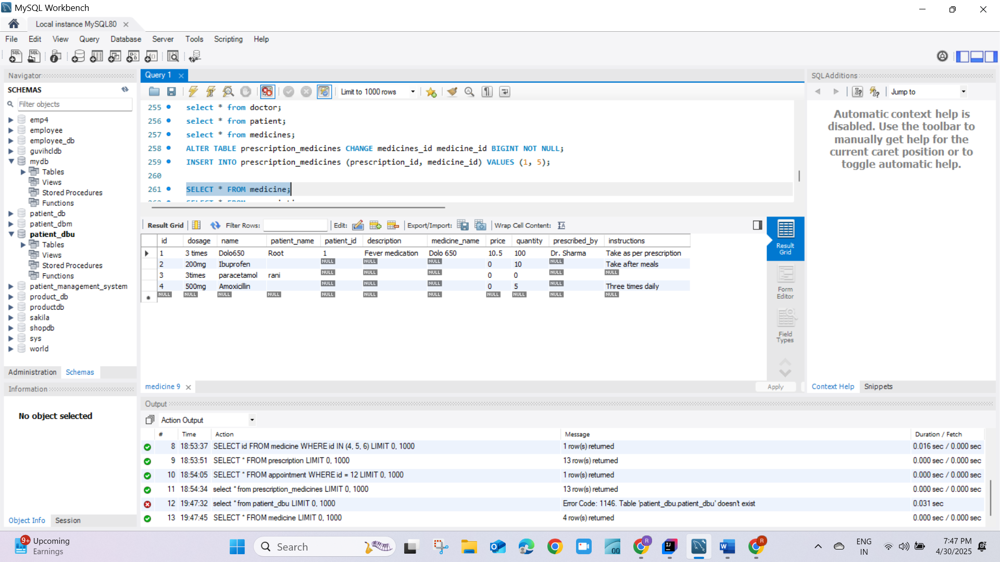 MySQL Workbench
Local instance MySQL80
File Edit View Query Database Server Tools Scripting Help
Navigator
SCHEMAS
Filter objects
emp4
employee
employee_db
guvihcldb
mydb
Tables
Views
Stored Procedures
Functions
patient_db
patient_dbm
patient_dbu
Tables
Views
Stored Procedures
Functions
patient_management_system
product_db
productdb
sakila
shopdb
sys
world
Administration Schemas
Information
No object selected
Object Info Session
Query 1
Limit to 1000 rows
255 select * from doctor;
256 select * from patient;
257 select * from medicines;
258 ALTER TABLE prescription_medicines CHANGE medicines_id medicine_id BIGINT NOT NULL;
259 INSERT INTO prescription_medicines (prescription_id, medicine_id) VALUES (1, 5);
260
261 SELECT * FROM medicine;
Result Grid Filter Rows: Edit: Export/Import: Wrap Cell Content:
id dosage name patient_name patient_id description medicine_name price quantity prescribed_by instructions
1 3 times Dolo650 Root 1 Fever medication Dolo 650 10.5 100 Dr. Sharma Take as per prescription
2 200mg Ibuprofen NULL NULL NULL 0 10 NULL Take after meals
3 3times paracetamol rani NULL NULL NULL 0 0 NULL NULL
4 500mg Amoxicillin NULL NULL NULL 0 5 NULL Three times daily
NULL NULL NULL NULL NULL NULL NULL NULL NULL NULL NULL
Result
Grid
Form
Editor
Field
Types
medicine 9
Apply
SQLAdditions
Jump to
Automatic context help is
disabled. Use the toolbar to
manually get help for the
current caret position or to
toggle automatic help.
Context Help Snippets
Output
Action Output
# Time Action Message Duration / Fetch
8 18:53:37 SELECT id FROM medicine WHERE id IN (4, 5, 6) LIMIT 0, 1000 1 row(s) returned 0.016 sec / 0.000 sec
9 18:53:51 SELECT * FROM prescription LIMIT 0, 1000 13 row(s) returned 0.000 sec / 0.000 sec
10 18:54:05 SELECT * FROM appointment WHERE id = 12 LIMIT 0, 1000 1 row(s) returned 0.000 sec / 0.000 sec
11 18:54:34 select * from prescription_medicines LIMIT 0, 1000 13 row(s) returned 0.000 sec / 0.000 sec
12 19:47:32 select * from patient_dbu LIMIT 0, 1000 Error Code: 1146. Table 'patient_dbu.patient_dbu' doesn't exist 0.031 sec
13 19:47:45 SELECT * FROM medicine LIMIT 0, 1000 4 row(s) returned 0.000 sec / 0.000 sec
9+
Upcoming
Earnings
Search
ENG
IN
7:47 PM
4/30/2025